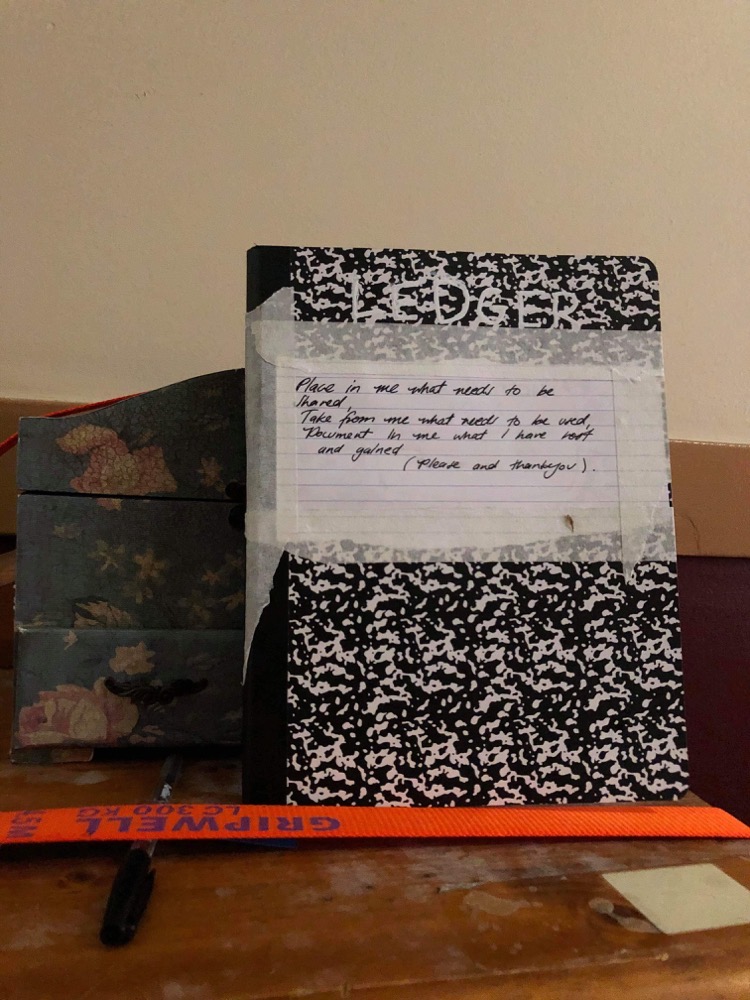 LEDGER
Place in me what needs to be
Shared,
Take from me what needs to be used,
Document in me what I have lost
and gained
(Please and thankyou).
GRIPWELL
LC 300 KG